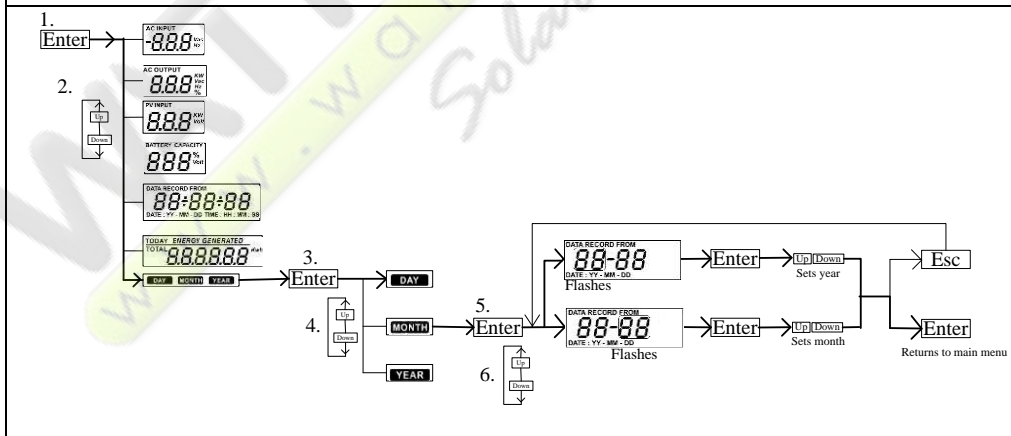 1.
Enter
AC INPUT
-8.8.8 Vac
Hz
AC OUTPUT
8.8.8 KW
Vac
Hz
%
2.
Up
Down
PV INPUT
8.8.8 KW
Volt
BATTERY CAPACITY
888 %
Volt
DATA RECORD FROM
88:88:88
DATE : YY - MM - DD TIME : HH : MM : SS
TODAY ENERGY GENERATED
TOTAL 8.8.8.8.8.8
DAY MONTH YEAR
3.
Enter
DAY
4.
Up
Down
MONTH
YEAR
5.
Enter
6.
Up
Down
DATA RECORD FROM
88-88
DATE : YY - MM - DD
Flashes
Enter
Up Down
Sets year
Esc
DATA RECORD FROM
88-88
DATE : YY - MM - DD
Flashes
Enter
Up Down
Sets month
Enter
Returns to main menu